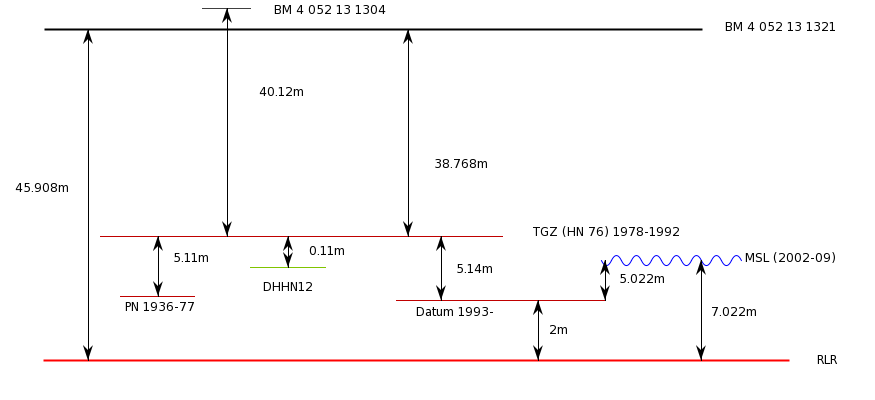 BM 4 052 13 1304
BM 4 052 13 1321
40.12m
38.768m
45.908m
TGZ (HN 76) 1978-1992
0.11m
5.11m
MSL (2002-09)
5.14m
5.022m
DHHN12
PN 1936-77
Datum 1993-
7.022m
2m
RLR